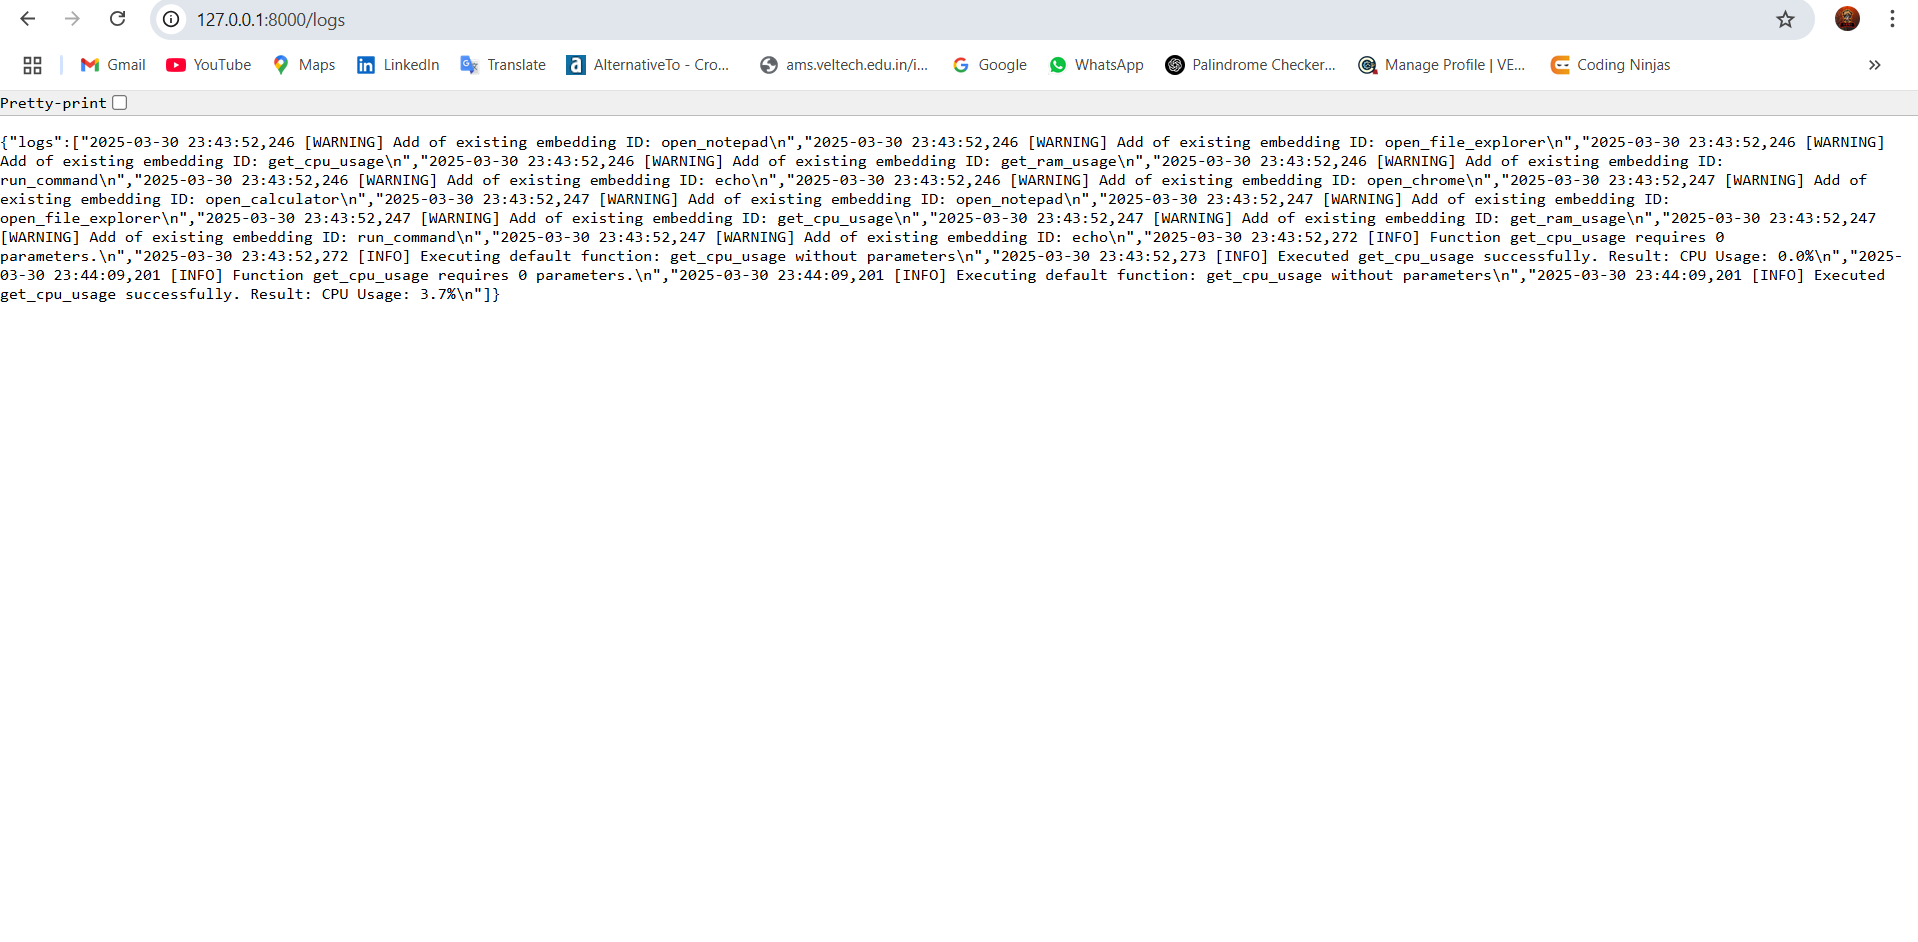 127.0.0.1:8000/logs
Gmail YouTube Maps LinkedIn Translate AlternativeTo - Cro... ams.veltech.edu.in/i... Google WhatsApp Palindrome Checker... Manage Profile | VE... Coding Ninjas »
Pretty-print
{"logs":["2025-03-30 23:43:52,246 [WARNING] Add of existing embedding ID: open_notepad\n","2025-03-30 23:43:52,246 [WARNING] Add of existing embedding ID: open_file_explorer\n","2025-03-30 23:43:52,246 [WARNING]
Add of existing embedding ID: get_cpu_usage\n","2025-03-30 23:43:52,246 [WARNING] Add of existing embedding ID: get_ram_usage\n","2025-03-30 23:43:52,246 [WARNING] Add of existing embedding ID:
run_command\n","2025-03-30 23:43:52,246 [WARNING] Add of existing embedding ID: echo\n","2025-03-30 23:43:52,246 [WARNING] Add of existing embedding ID: open_chrome\n","2025-03-30 23:43:52,247 [WARNING] Add of
existing embedding ID: open_calculator\n","2025-03-30 23:43:52,247 [WARNING] Add of existing embedding ID: open_notepad\n","2025-03-30 23:43:52,247 [WARNING] Add of existing embedding ID:
open_file_explorer\n","2025-03-30 23:43:52,247 [WARNING] Add of existing embedding ID: get_cpu_usage\n","2025-03-30 23:43:52,247 [WARNING] Add of existing embedding ID: get_ram_usage\n","2025-03-30 23:43:52,247
[WARNING] Add of existing embedding ID: run_command\n","2025-03-30 23:43:52,247 [WARNING] Add of existing embedding ID: echo\n","2025-03-30 23:43:52,272 [INFO] Function get_cpu_usage requires 0
parameters.\n","2025-03-30 23:43:52,272 [INFO] Executing default function: get_cpu_usage without parameters\n","2025-03-30 23:43:52,273 [INFO] Executed get_cpu_usage successfully. Result: CPU Usage: 0.0%\n","2025-
03-30 23:44:09,201 [INFO] Function get_cpu_usage requires 0 parameters.\n","2025-03-30 23:44:09,201 [INFO] Executing default function: get_cpu_usage without parameters\n","2025-03-30 23:44:09,201 [INFO] Executed
get_cpu_usage successfully. Result: CPU Usage: 3.7%\n"]}